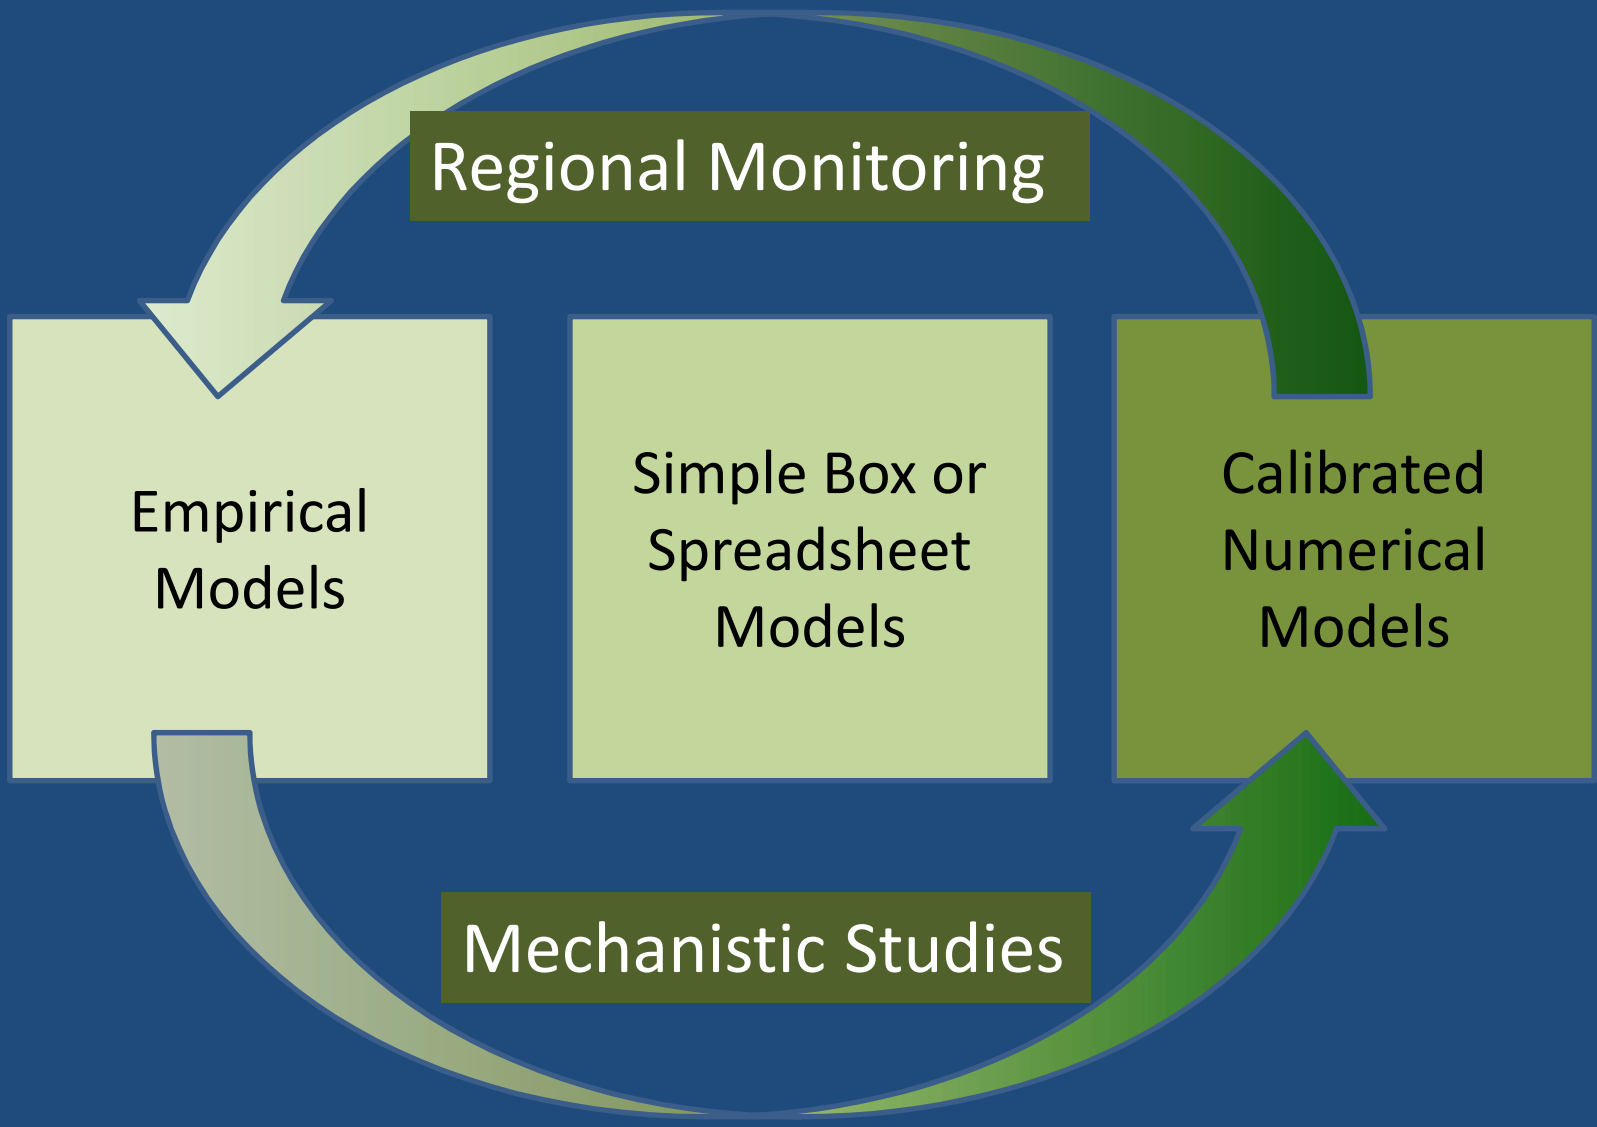 Regional Monitoring
Empirical
Models
Simple Box or
Spreadsheet
Models
Calibrated
Numerical
Models
Mechanistic Studies